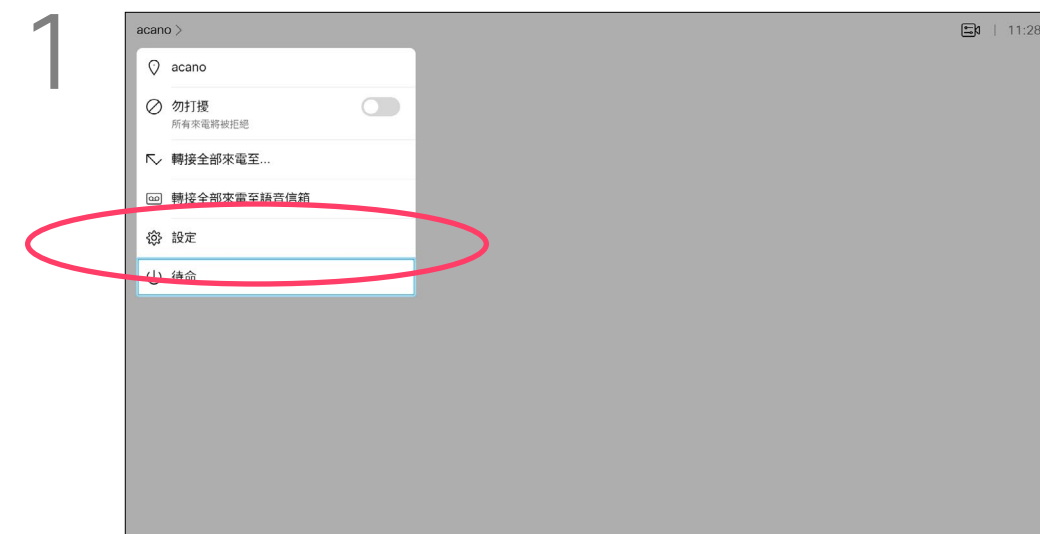 1
acano >
11:28
acano
勿打擾
所有來電將被拒絕
轉接全部來電至...
轉接全部來電至語音信箱
設定
待命